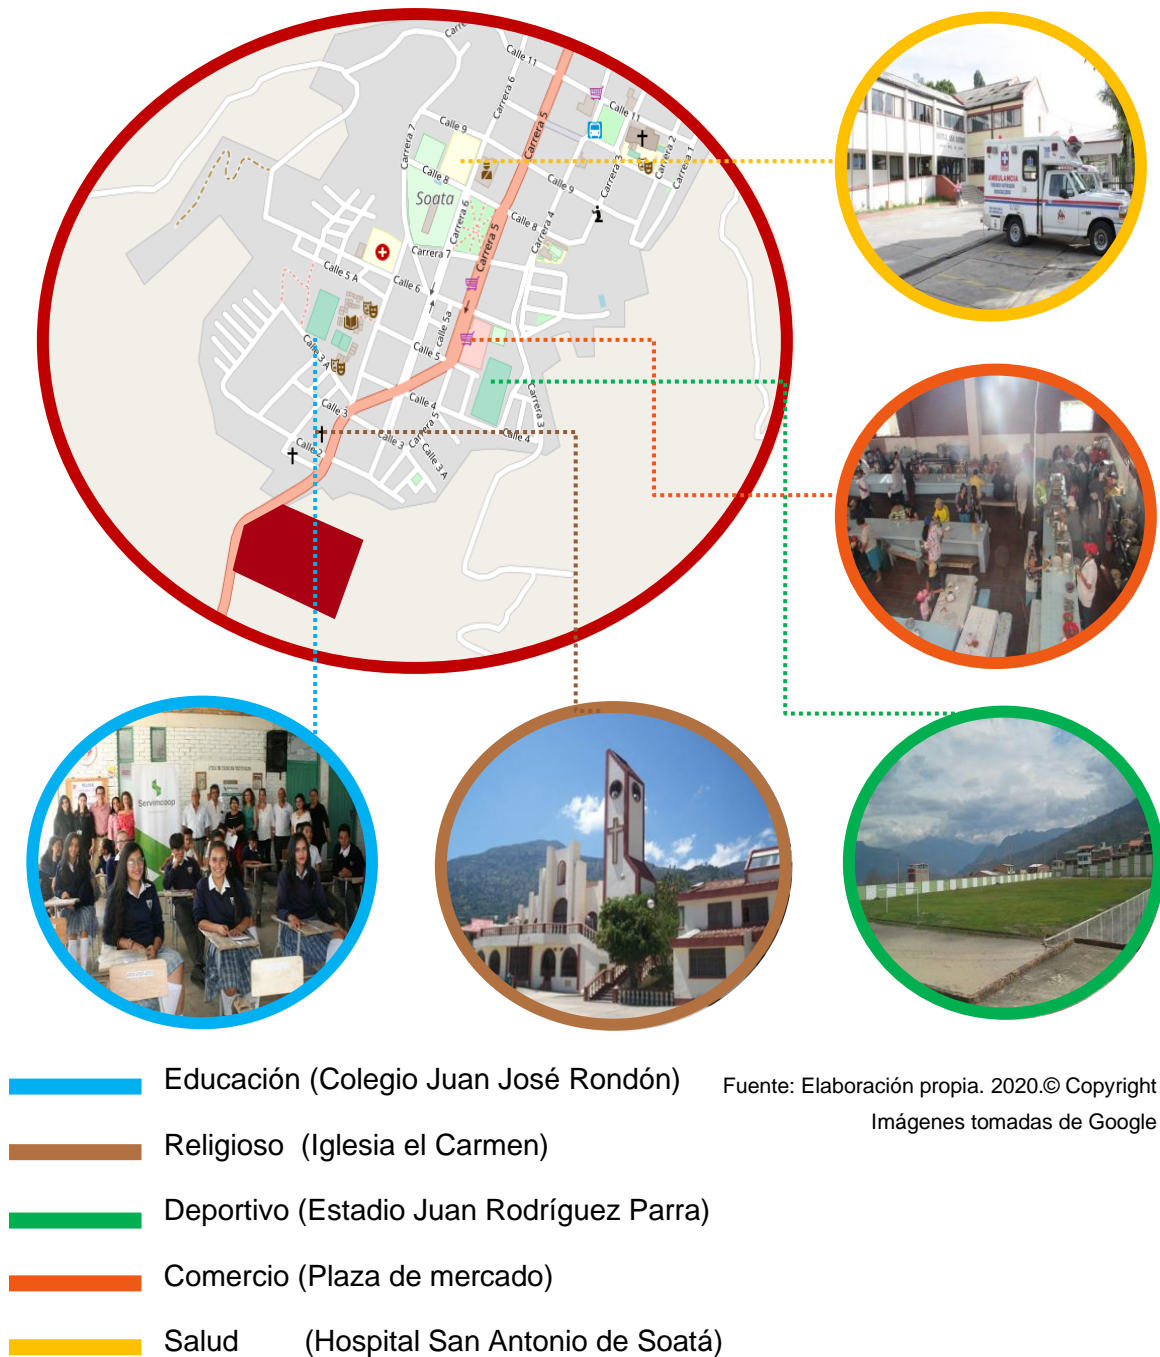 Calle 11
Carrera 6
Carrera 5
Calle 11
Carrera 7
Calle 9
Carrera 3
Carrera 2
Carrera 1
Calle 8
Calle 9
Soata
Carrera 6
Carrera 5
Calle 8
Carrera 4
Carrera 7
Calle 5 A
Calle 6
calle 5a
Calle 5
Calle 3 A
Calle 3
Calle 4
Carrera 5
Carrera 3
Calle 4
Calle 2
Calle 3
Calle 3 A
AMBULANCIA
Servimcoop
Educación (Colegio Juan José Rondón)
Fuente: Elaboración propia. 2020.© Copyright
Imágenes tomadas de Google
Religioso (Iglesia el Carmen)
Deportivo (Estadio Juan Rodríguez Parra)
Comercio (Plaza de mercado)
Salud (Hospital San Antonio de Soatá)